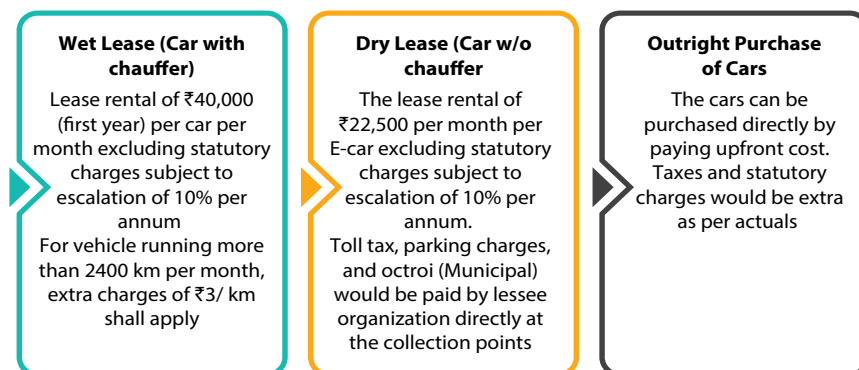 Wet Lease (Car with
chauffer)
Lease rental of ₹40,000
(first year) per car per
month excluding statutory
charges subject to
escalation of 10% per
annum
For vehicle running more
than 2400 km per month,
extra charges of ₹3/ km
shall apply
Dry Lease (Car w/o
chauffer
The lease rental of
₹22,500 per month per
E-car excluding statutory
charges subject to
escalation of 10% per
annum.
Toll tax, parking charges,
and octroi (Municipal)
would be paid by lessee
organization directly at
the collection points
Outright Purchase
of Cars
The cars can be
purchased directly by
paying upfront cost.
Taxes and statutory
charges would be extra
as per actuals